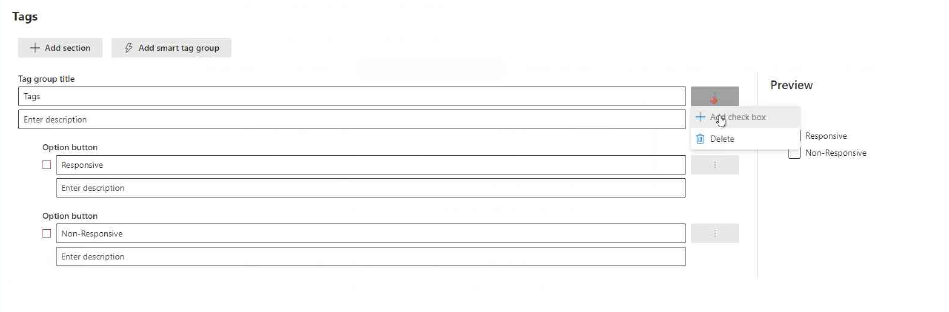 Tags
Add section
Add smart tag group
Tag group title
Preview
Tags
Add check box
Enter description
Responsive
Delete
Non-Responsive
Option button
Responsive
Enter description
Option button
Non-Responsive
Enter description